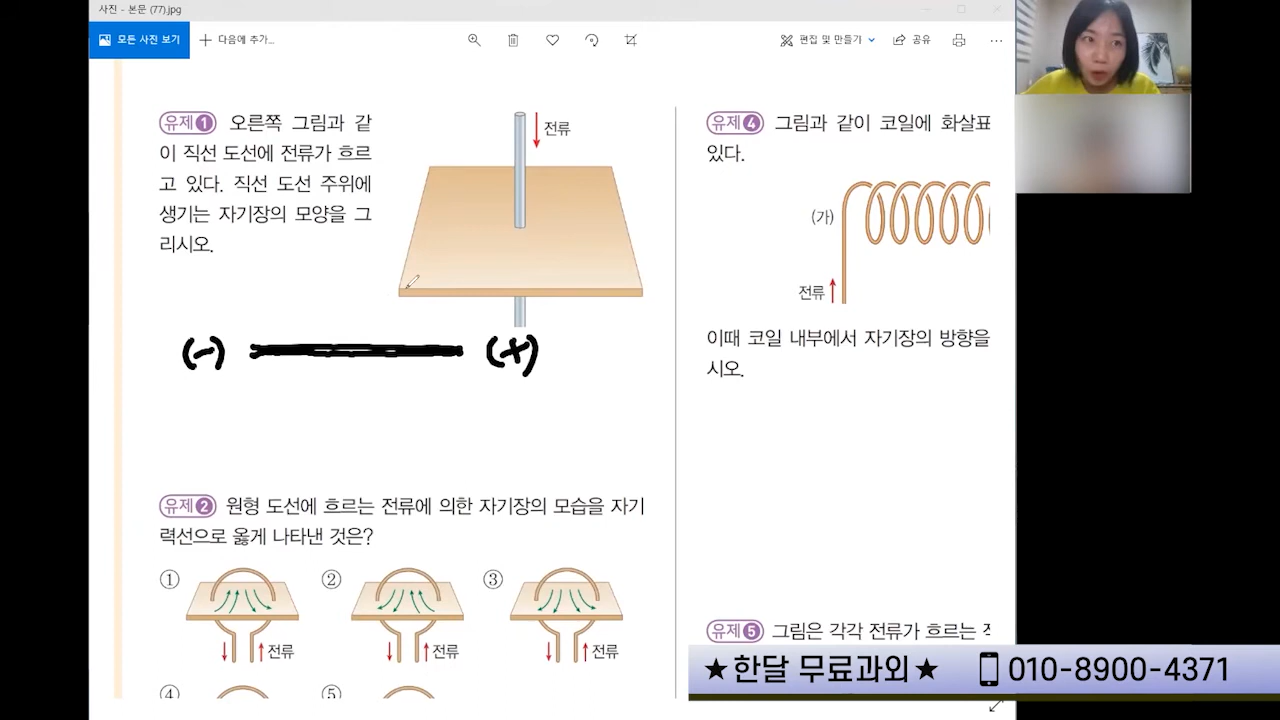 사진 - 본문 (77).jpg
모든 사진 보기
다음에 추가...
편집 및 만들기
공유
유제1 오른쪽 그림과 같
이 직선 도선에 전류가 흐르
고 있다. 직선 도선 주위에
생기는 자기장의 모양을 그
리시오.
전류
(-) (+)
유제2 원형 도선에 흐르는 전류에 의한 자기장의 모습을 자기
력선으로 옳게 나타낸 것은?
① ② ③
전류 전류 전류
④ ⑤
유제4 그림과 같이 코일에 화살표
있다.
(가)
전류
이때 코일 내부에서 자기장의 방향을
시오.
유제5 그림은 각각 전류가 흐르는
★한달 무료과외★ 010-8900-4371